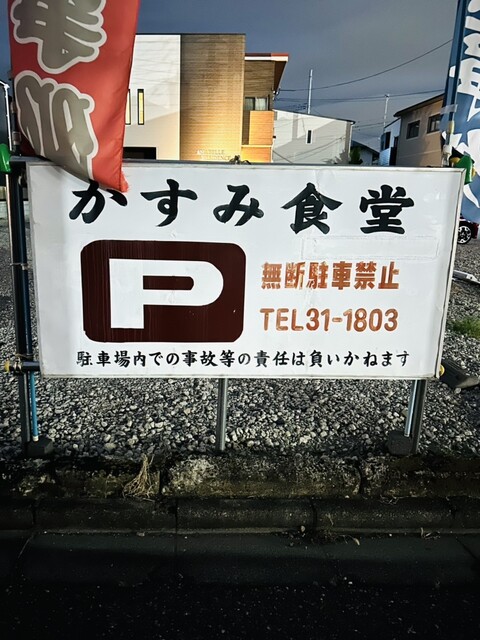 かすみ食堂
P
無断駐車禁止
TEL31-1803
駐車場内での事故等の責任は負いかねます